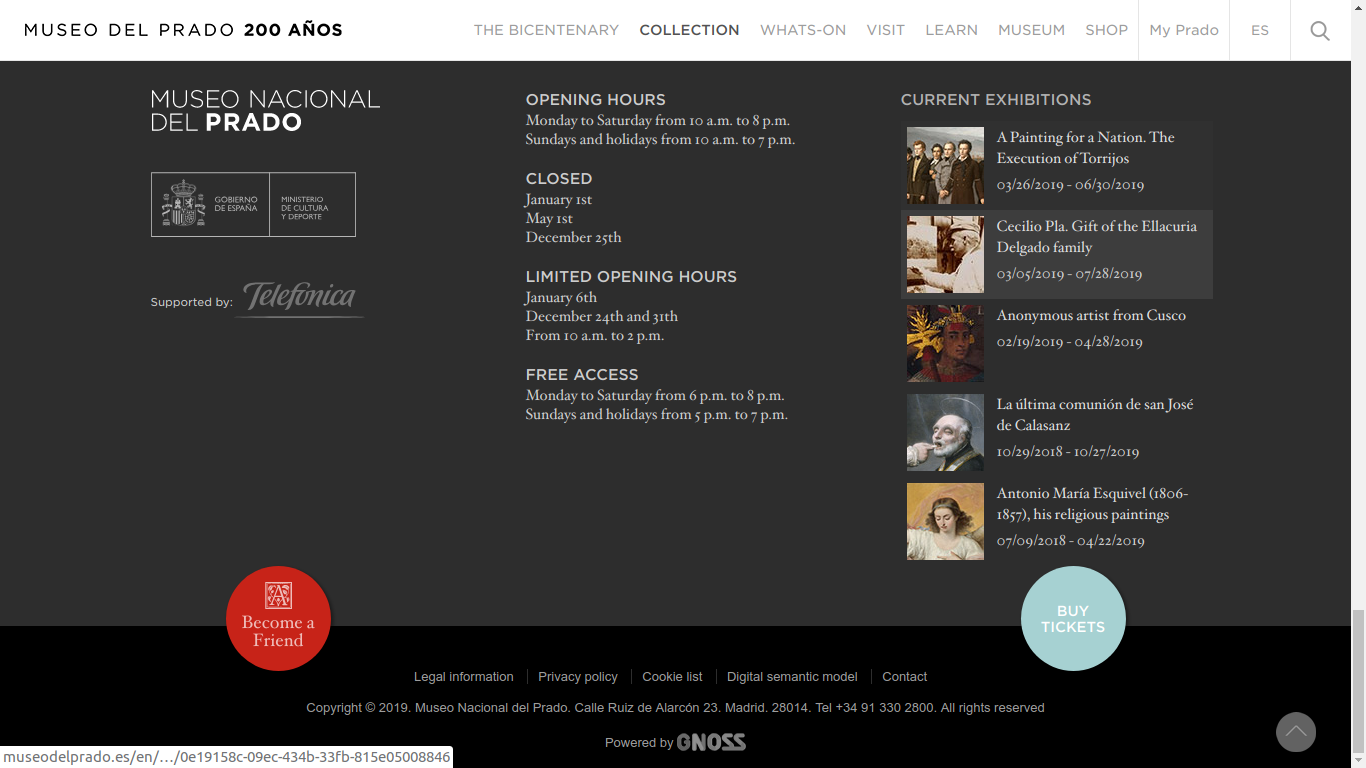 MUSEO DEL PRADO 200 AÑOS
THE BICENTENARY COLLECTION WHATS-ON VISIT LEARN MUSEUM SHOP My Prado ES
MUSEO NACIONAL
DEL PRADO
GOBIERNO
DE ESPAÑA
MINISTERIO
DE CULTURA
Y DEPORTE
Supported by: Telefónica
OPENING HOURS
Monday to Saturday from 10 a.m. to 8 p.m.
Sundays and holidays from 10 a.m. to 7 p.m.
CLOSED
January 1st
May 1st
December 25th
LIMITED OPENING HOURS
January 6th
December 24th and 31th
From 10 a.m. to 2 p.m.
FREE ACCESS
Monday to Saturday from 6 p.m. to 8 p.m.
Sundays and holidays from 5 p.m. to 7 p.m.
CURRENT EXHIBITIONS
A Painting for a Nation. The
Execution of Torrijos
03/26/2019 - 06/30/2019
Cecilio Pla. Gift of the Ellacuria
Delgado family
03/05/2019 - 07/28/2019
Anonymous artist from Cusco
02/19/2019 - 04/28/2019
La última comunión de san José
de Calasanz
10/29/2018 - 10/27/2019
Antonio María Esquivel (1806-
1857), his religious paintings
07/09/2018 - 04/22/2019
A
Become a
Friend
BUY
TICKETS
Legal information Privacy policy Cookie list Digital semantic model Contact
Copyright © 2019. Museo Nacional del Prado. Calle Ruiz de Alarcón 23. Madrid. 28014. Tel +34 91 330 2800. All rights reserved
Powered by GNOSS
museodelprado.es/en/…/0e19158c-09ec-434b-33fb-815e05008846